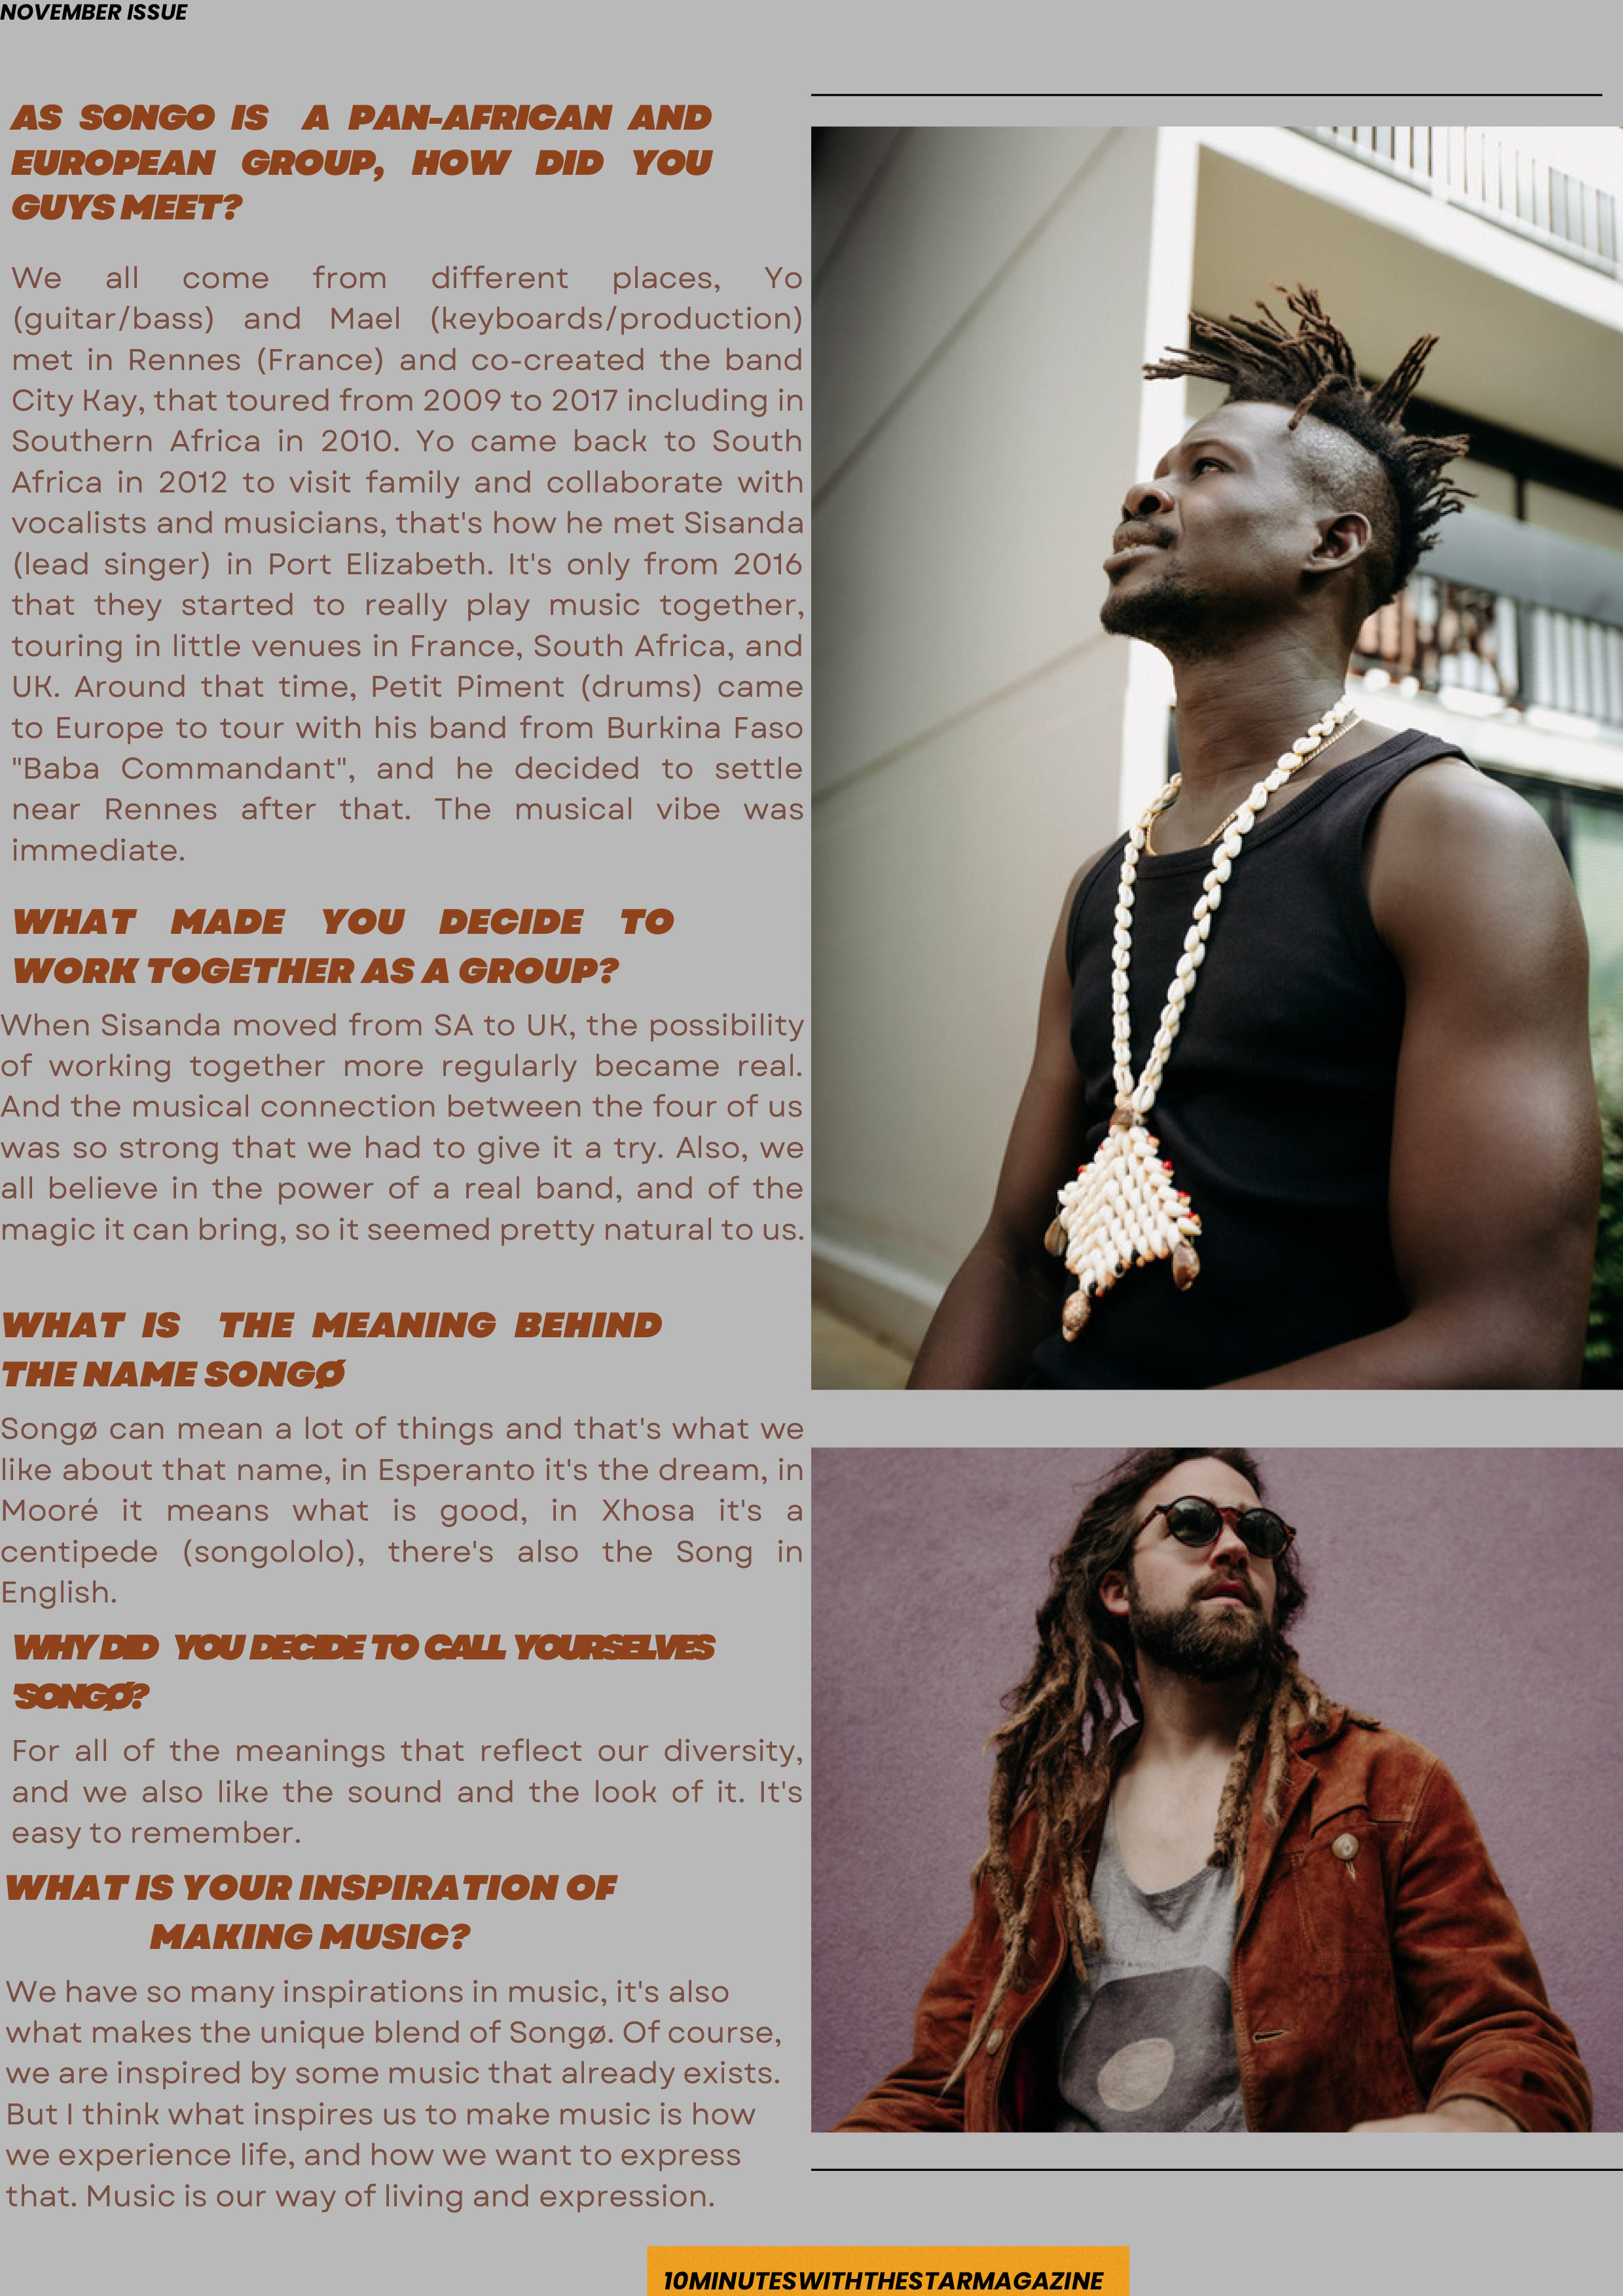 NOVEMBER ISSUE
AS SONGO IS A PAN-AFRICAN AND
EUROPEAN GROUP, HOW DID YOU
GUYS MEET?
We all come from different places, Yo
(guitar/bass) and Mael (keyboards/production)
met in Rennes (France) and co-created the band
City Kay, that toured from 2009 to 2017 including in
Southern Africa in 2010. Yo came back to South
Africa in 2012 to visit family and collaborate with
vocalists and musicians, that's how he met Sisanda
(lead singer) in Port Elizabeth. It's only from 2016
that they started to really play music together,
touring in little venues in France, South Africa, and
UK. Around that time, Petit Piment (drums) came
to Europe to tour with his band from Burkina Faso
"Baba Commandant", and he decided to settle
near Rennes after that. The musical vibe was
immediate.
WHAT MADE YOU DECIDE TO
WORK TOGETHER AS A GROUP?
When Sisanda moved from SA to UK, the possibility
of working together more regularly became real.
And the musical connection between the four of us
was so strong that we had to give it a try. Also, we
all believe in the power of a real band, and of the
magic it can bring, so it seemed pretty natural to us.
WHAT IS THE MEANING BEHIND
THE NAME SONGØ
Songø can mean a lot of things and that's what we
like about that name, in Esperanto it's the dream, in
Mooré it means what is good, in Xhosa it's a
centipede (songololo), there's also the Song in
English.
WHY DID YOU DECIDE TO CALL YOURSELVES
'SONGØ'?
For all of the meanings that reflect our diversity,
and we also like the sound and the look of it. It's
easy to remember.
WHAT IS YOUR INSPIRATION OF
MAKING MUSIC?
We have so many inspirations in music, it's also
what makes the unique blend of Songø. Of course,
we are inspired by some music that already exists.
But I think what inspires us to make music is how
we experience life, and how we want to express
that. Music is our way of living and expression.
10MINUTESWITHTHESTARMAGAZINE